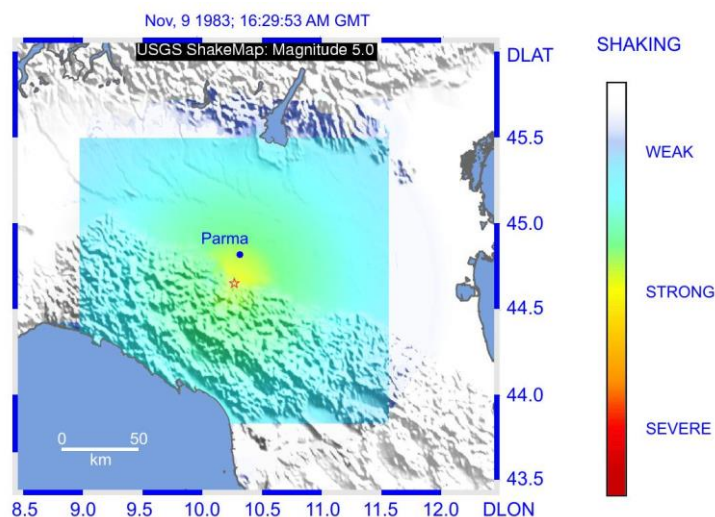 Nov, 9 1983; 16:29:53 AM GMT
USGS ShakeMap: Magnitude 5.0
SHAKING
DLAT
45.5
WEAK
45.0
Parma
44.5
STRONG
44.0
SEVERE
0 50
km
43.5
8.5 9.0 9.5 10.0 10.5 11.0 11.5 12.0 DLON